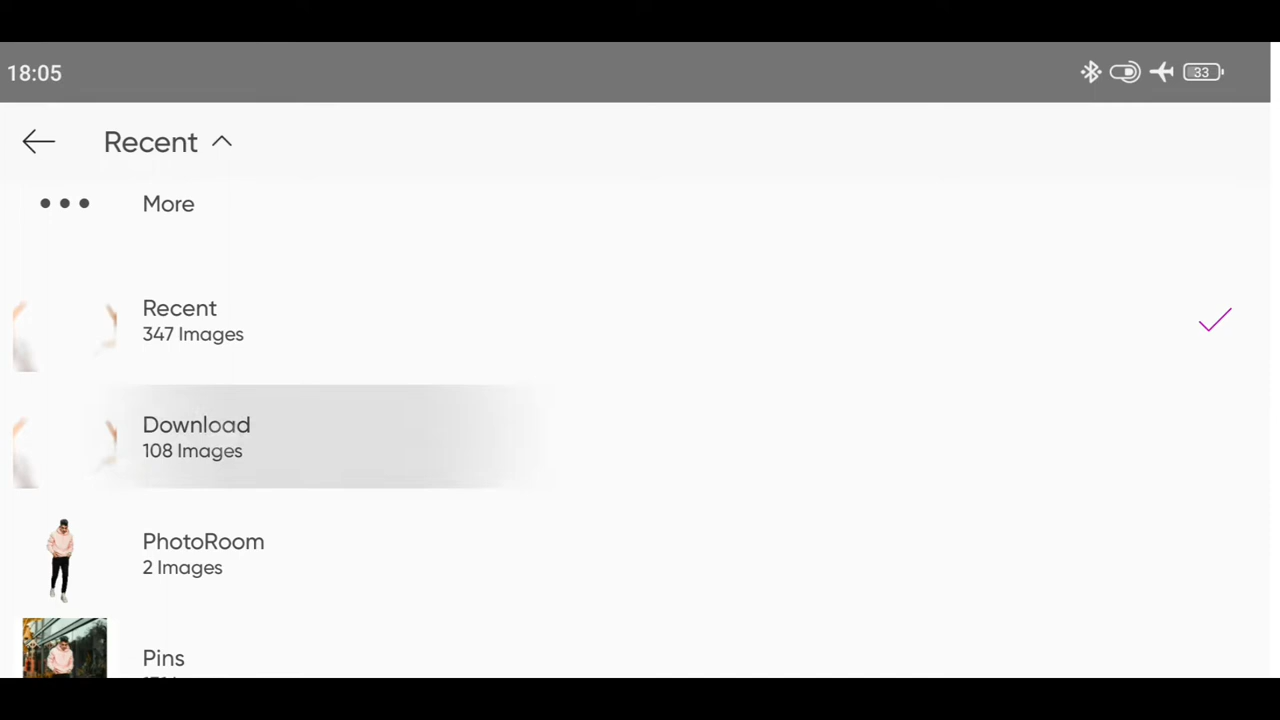 18:05
33
Recent
More
Recent
347 Images
Download
108 Images
PhotoRoom
2 Images
Pins